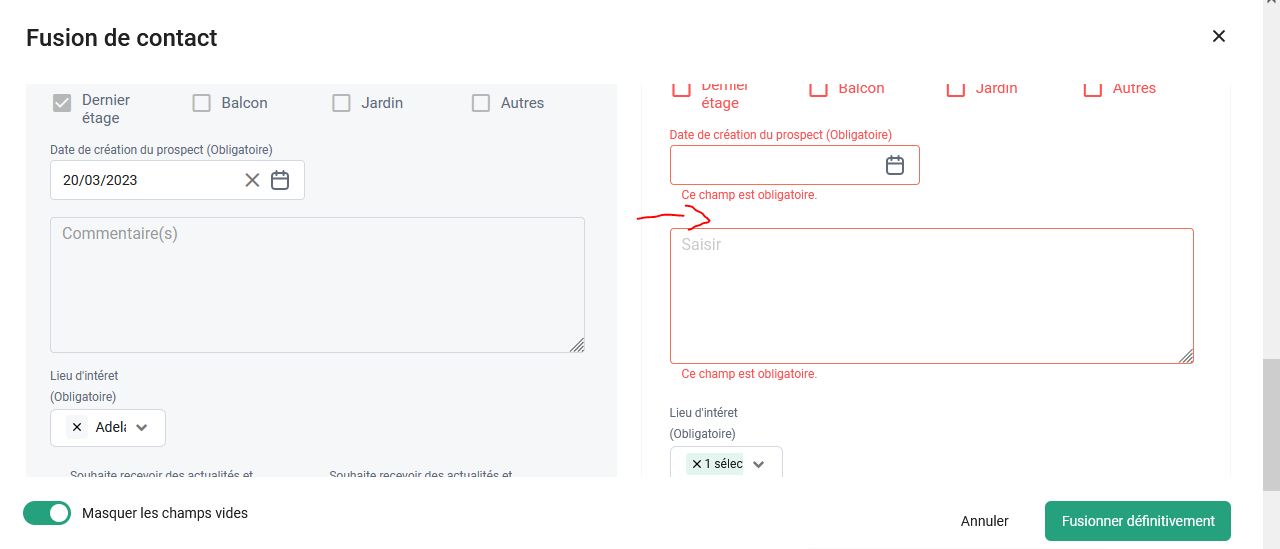 Fusion de contact
Dernier étage
Balcon
Jardin
Autres
Date de création du prospect (Obligatoire)
20/03/2023
Commentaire(s)
Lieu d'intéret
(Obligatoire)
Adela
Souhaite recevoir des actualités et
Souhaite recevoir des actualités et
Dernier étage
Balcon
Jardin
Autres
Date de création du prospect (Obligatoire)
Ce champ est obligatoire.
Saisir
Ce champ est obligatoire.
Lieu d'intéret
(Obligatoire)
1 sélec
Masquer les champs vides
Annuler
Fusionner définitivement